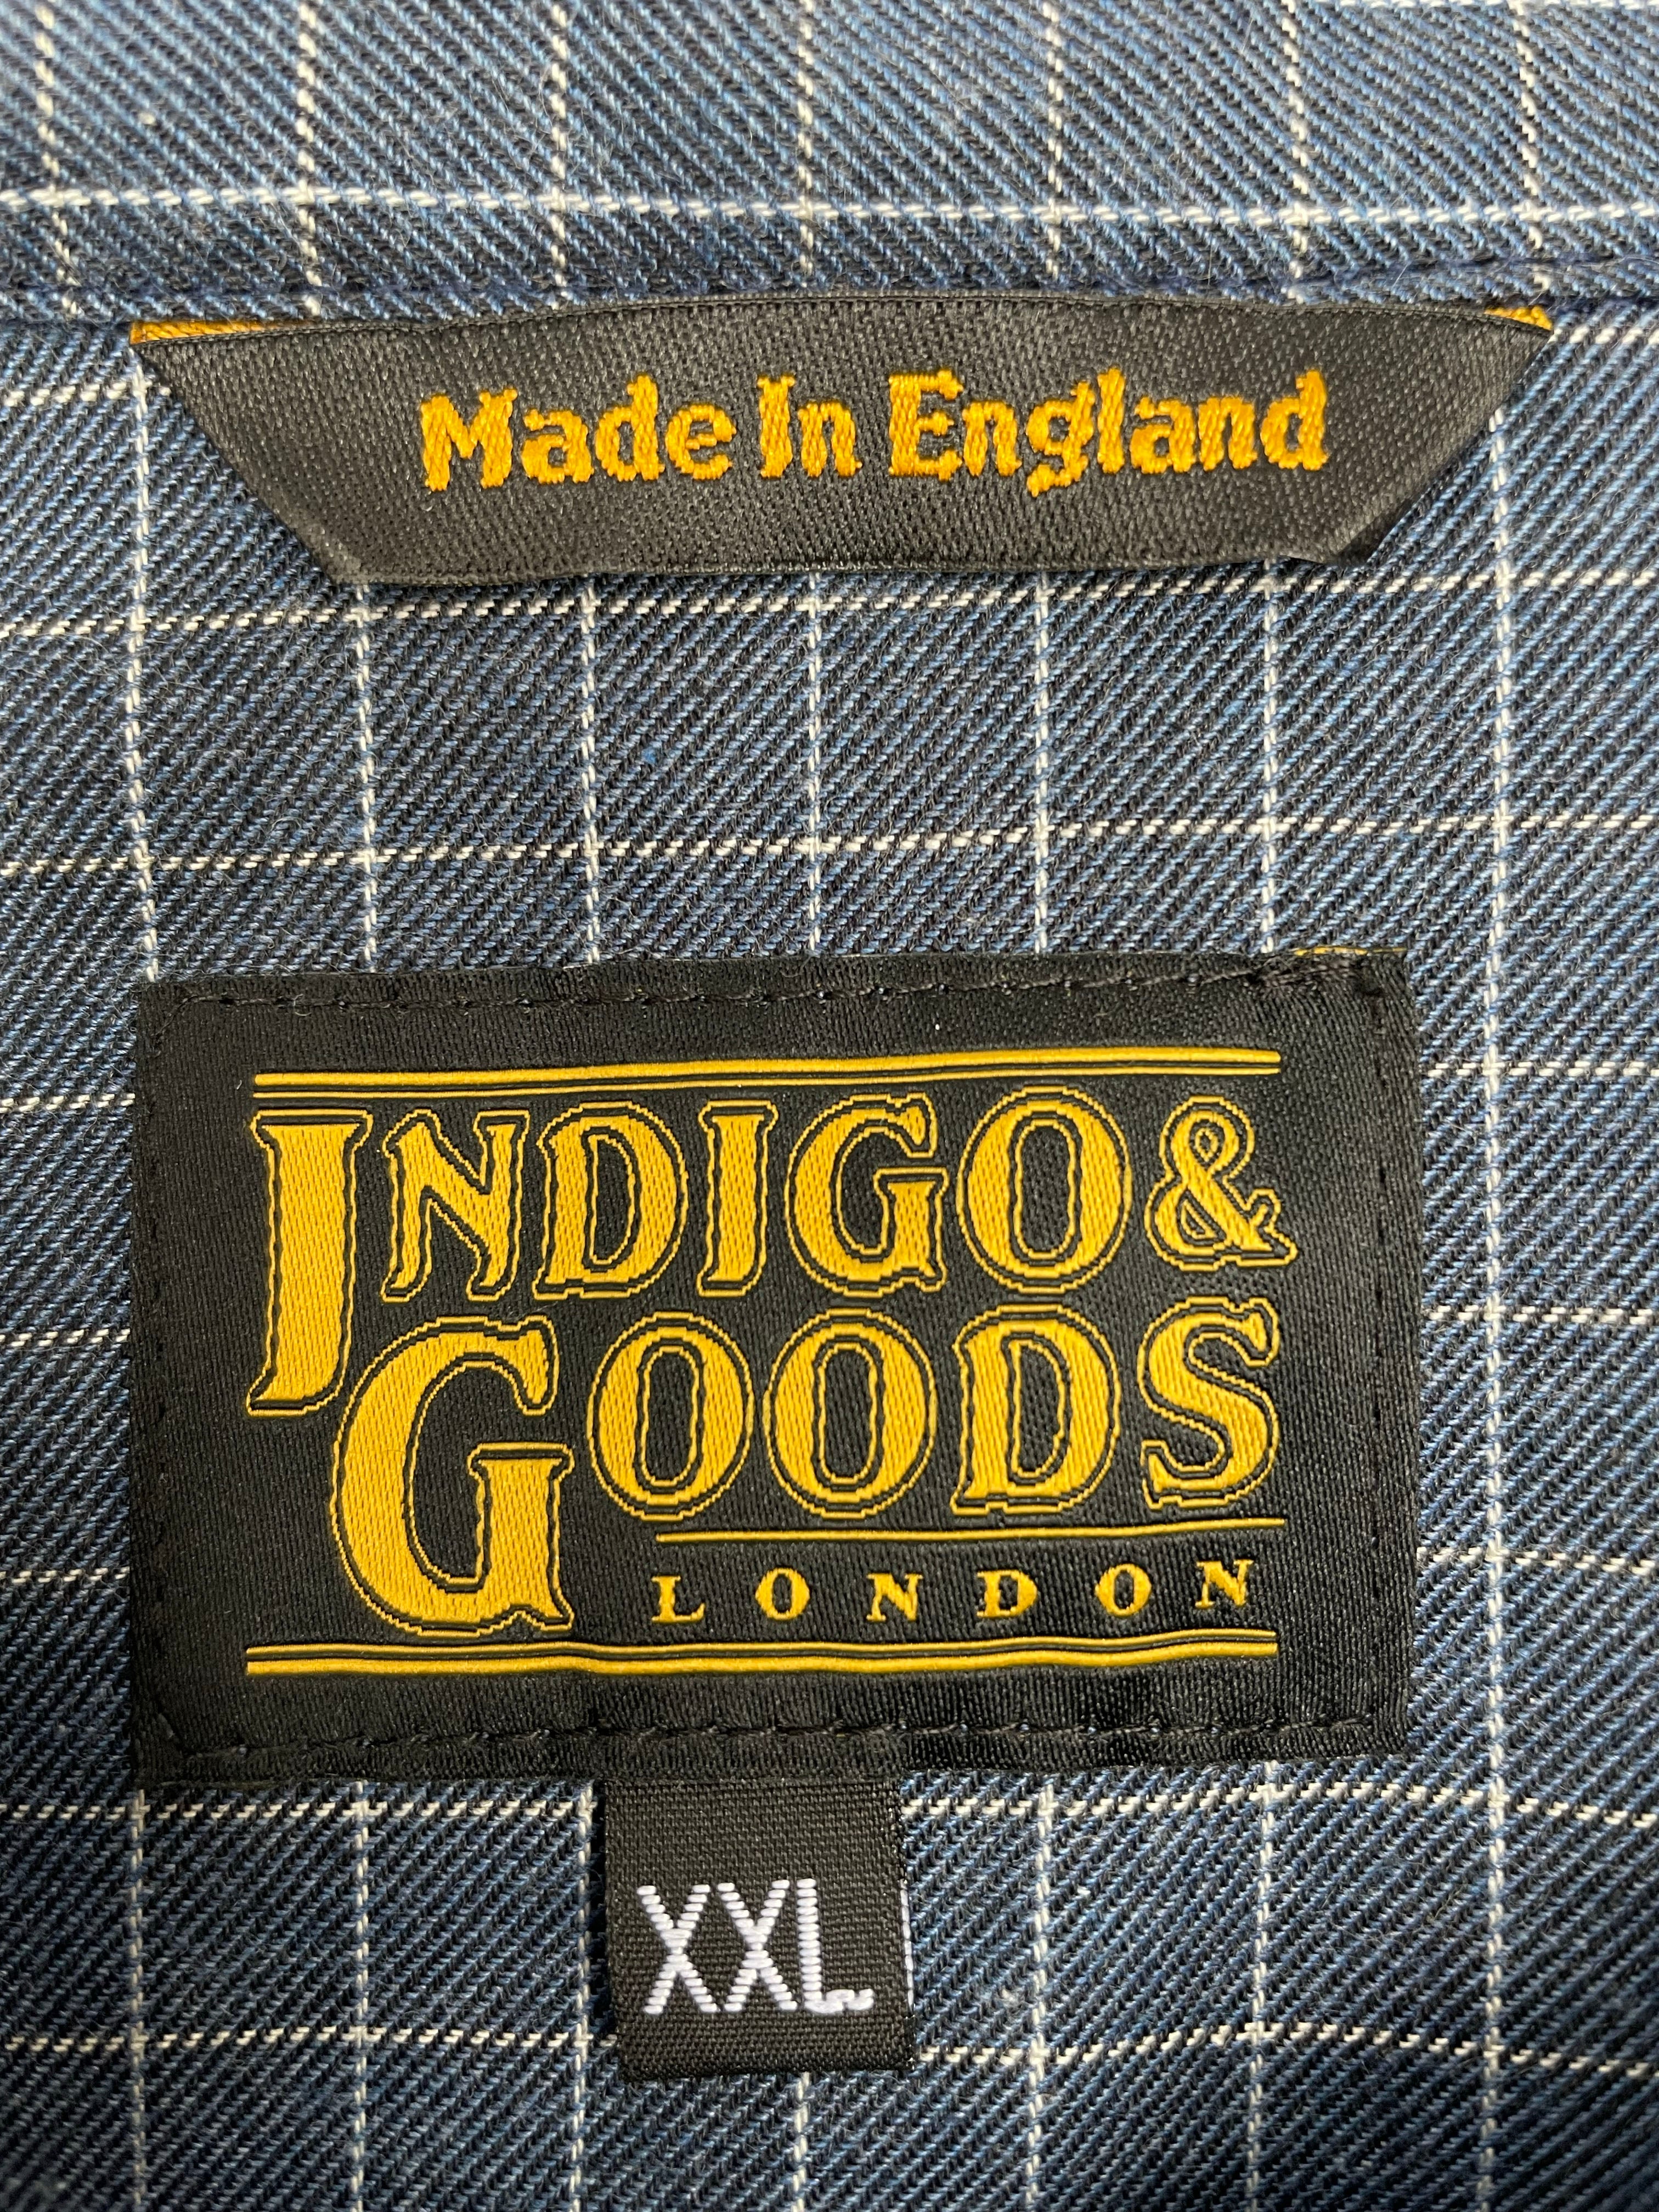 Made In England
INDIGO &
GOODS
LONDON
XXL